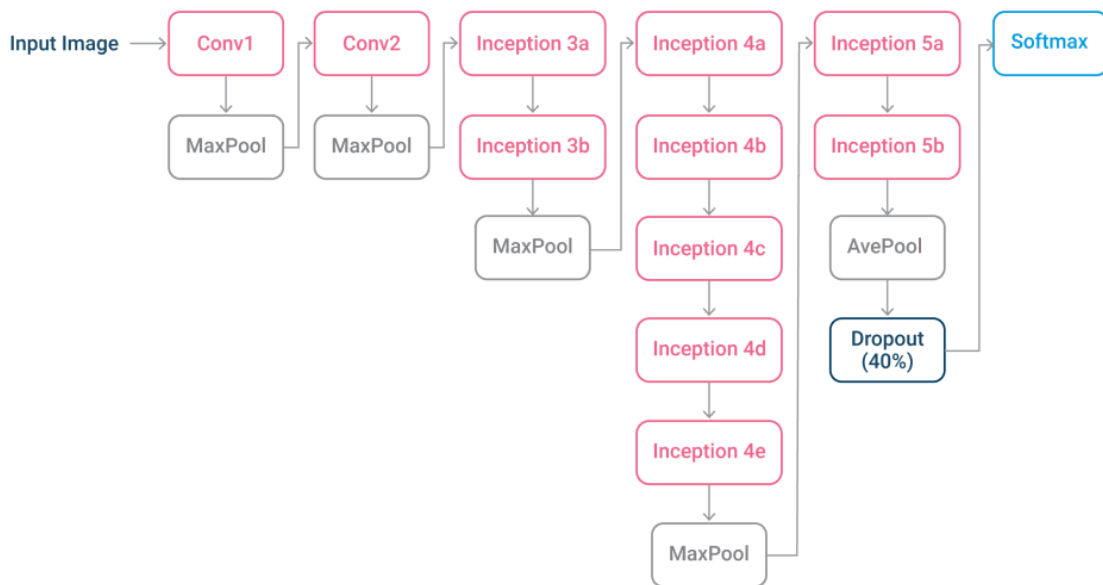 Input Image
Conv1
MaxPool
Conv2
MaxPool
Inception 3a
Inception 3b
MaxPool
Inception 4a
Inception 4b
Inception 4c
Inception 4d
Inception 4e
MaxPool
Inception 5a
Inception 5b
AvePool
Dropout
(40%)
Softmax